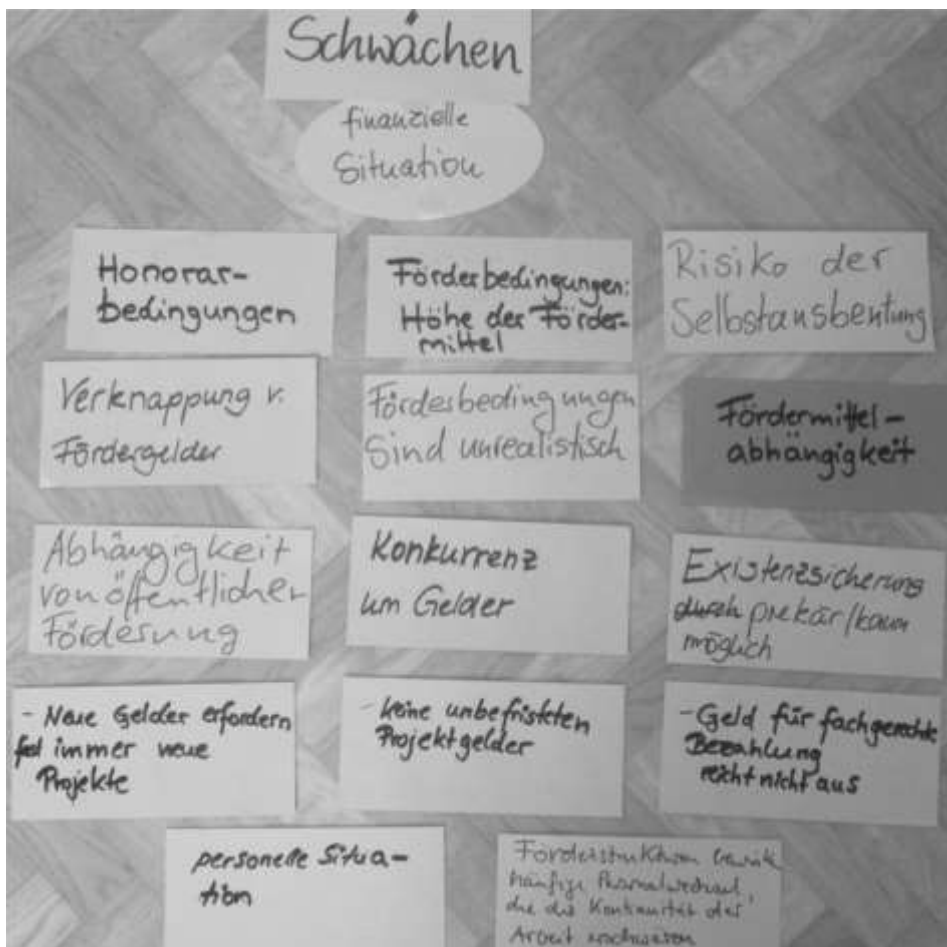 Schwächen
finanzielle
Situation
Honorar-
bedingungen
Förderbedingungen:
Höhe der Förder-
mittel
Risiko der
Selbstausbeutung
Verknappung v.
Fördergelder
Förderbedingungen
Sind unrealistisch
Fördermittel-
abhängigkeit
Abhängigkeit
von öffentlicher
Förderung
Konkurrenz
um Gelder
Existenzsicherung
durch prekär/kaum
möglich
- Neue Gelder erfordern
fast immer neue
Projekte
- keine unbefristeten
Projektgelder
- Geld für fachgerechte
Bezahlung
reicht nicht aus
personelle Situa-
tion
Förderstrukturen
häufige Personalwechsel,
die die Kontinuität der
Arbeit erschweren